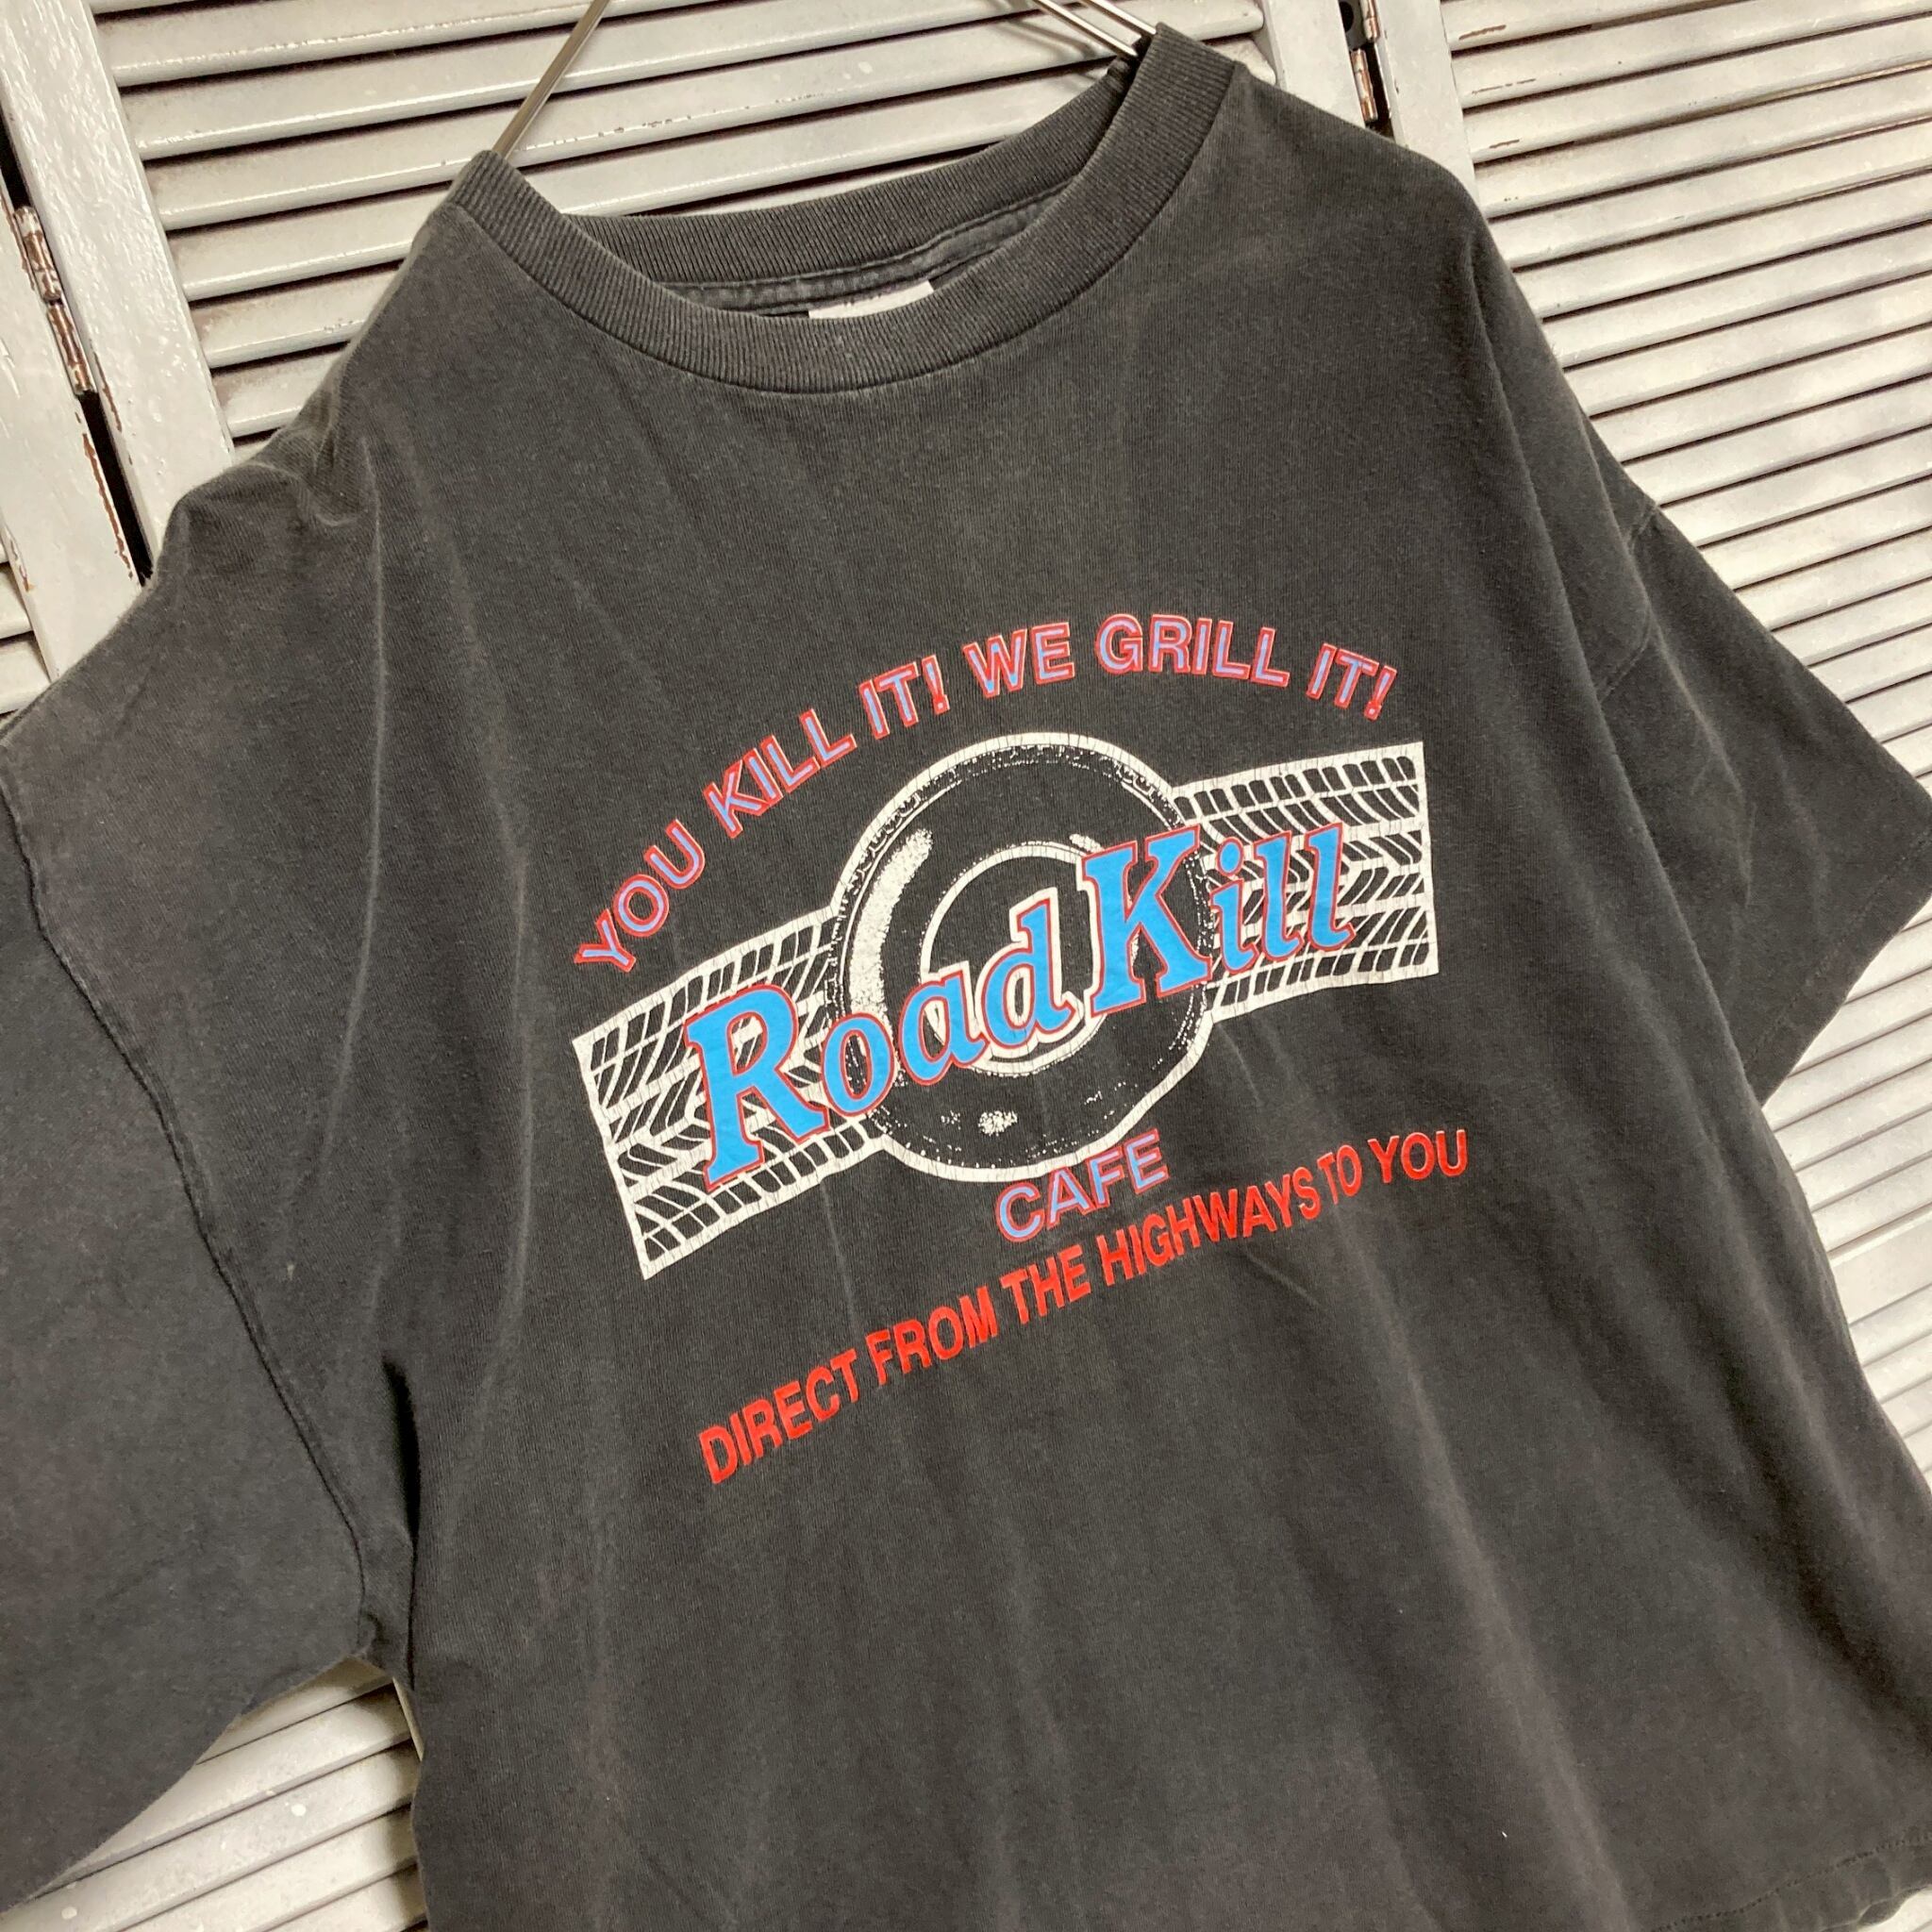 YOU KILL IT! WE GRILL IT!
Road Kill
CAFE
DIRECT FROM THE HIGHWAYS TO YOU